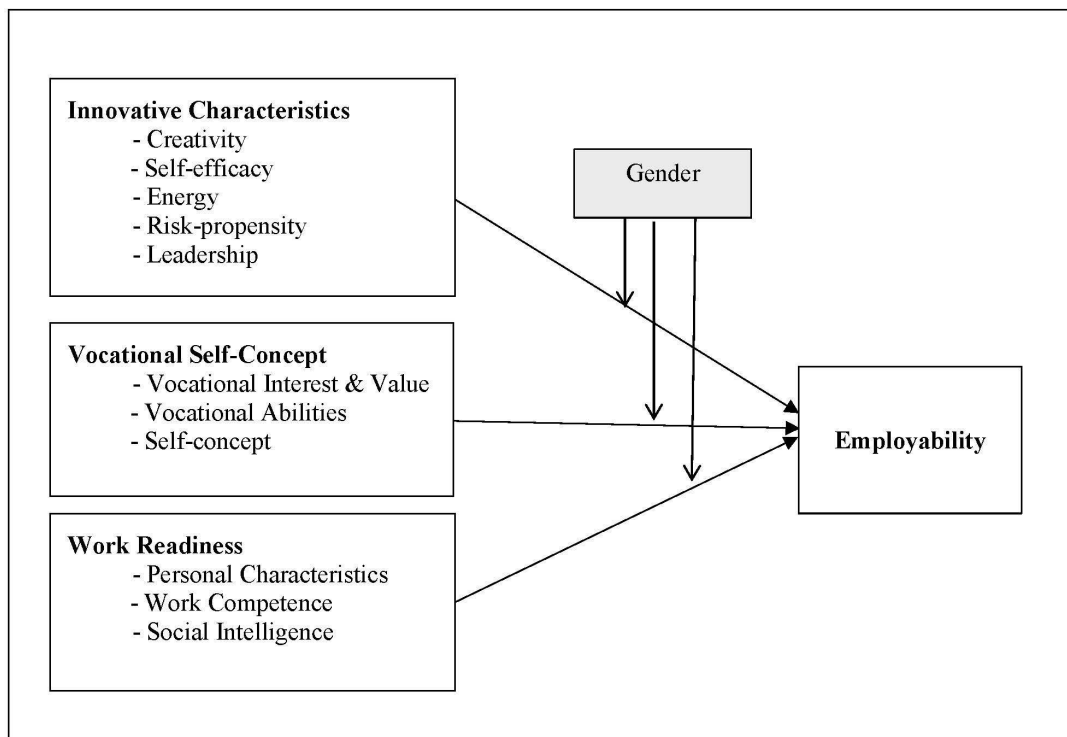 Innovative Characteristics
- Creativity
- Self-efficacy
- Energy
- Risk-propensity
- Leadership
Gender
Vocational Self-Concept
- Vocational Interest & Value
- Vocational Abilities
- Self-concept
Employability
Work Readiness
- Personal Characteristics
- Work Competence
- Social Intelligence